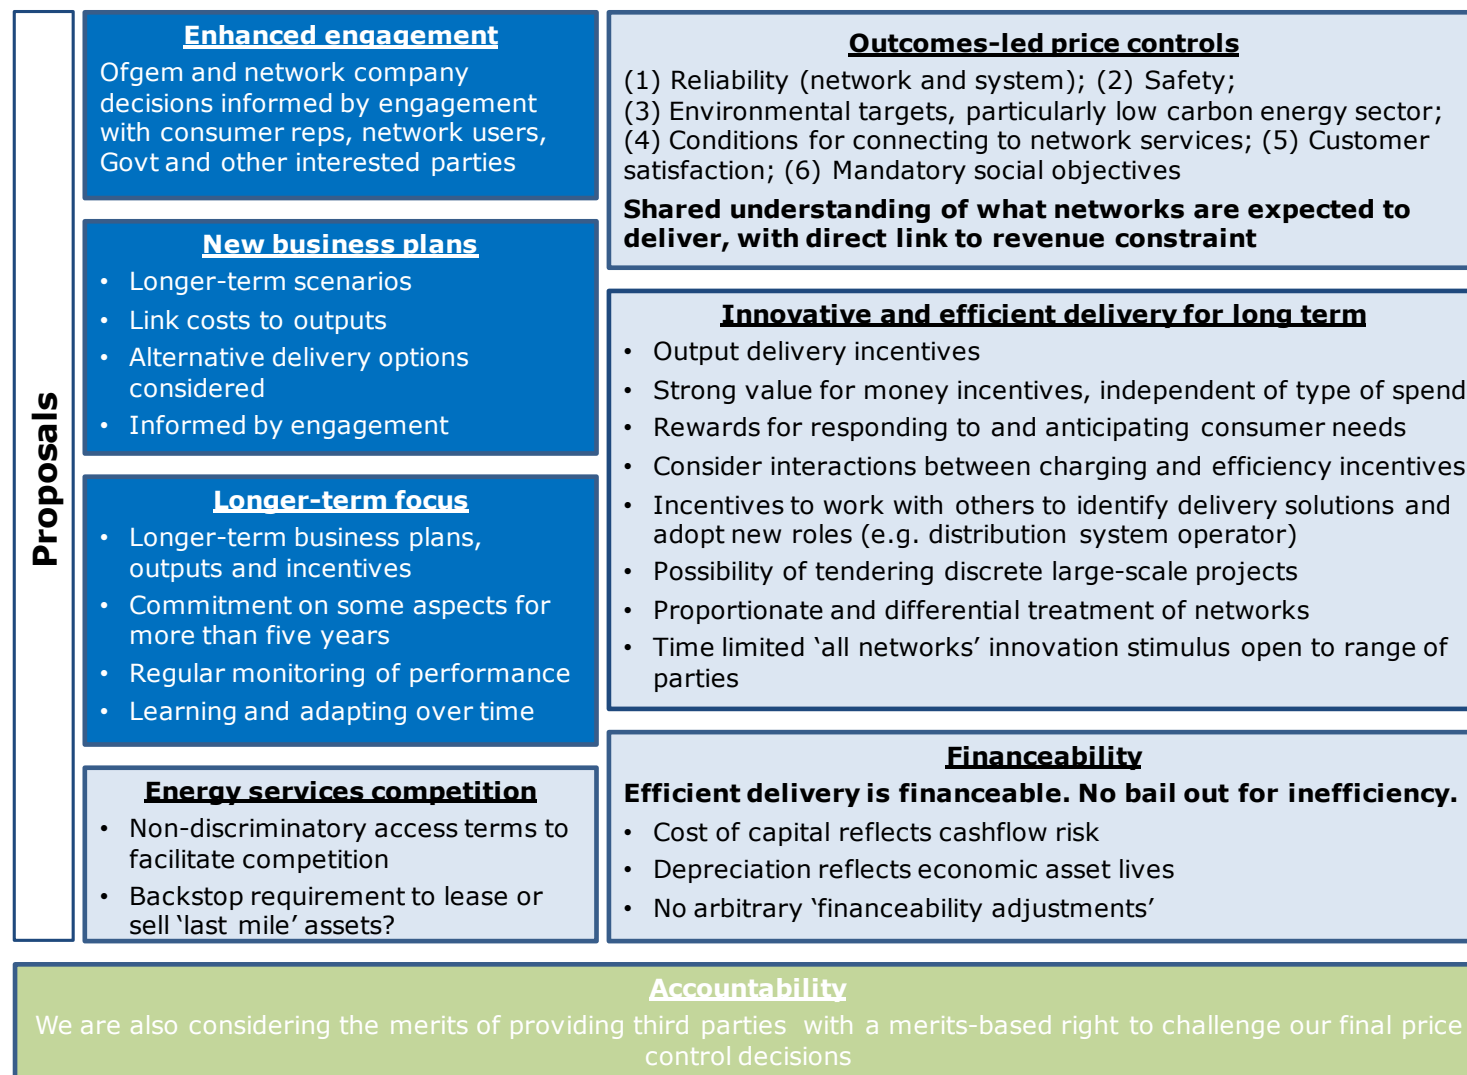 Proposals
Enhanced engagement
Ofgem and network company
decisions informed by engagement
with consumer reps, network users,
Govt and other interested parties
New business plans
• Longer-term scenarios
• Link costs to outputs
• Alternative delivery options
considered
• Informed by engagement
Longer-term focus
• Longer-term business plans,
outputs and incentives
• Commitment on some aspects for
more than five years
• Regular monitoring of performance
• Learning and adapting over time
Energy services competition
• Non-discriminatory access terms to
facilitate competition
• Backstop requirement to lease or
sell ‘last mile’ assets?
Outcomes-led price controls
(1) Reliability (network and system); (2) Safety;
(3) Environmental targets, particularly low carbon energy sector;
(4) Conditions for connecting to network services; (5) Customer
satisfaction; (6) Mandatory social objectives
Shared understanding of what networks are expected to
deliver, with direct link to revenue constraint
Innovative and efficient delivery for long term
• Output delivery incentives
• Strong value for money incentives, independent of type of spend
• Rewards for responding to and anticipating consumer needs
• Consider interactions between charging and efficiency incentives
• Incentives to work with others to identify delivery solutions and
adopt new roles (e.g. distribution system operator)
• Possibility of tendering discrete large-scale projects
• Proportionate and differential treatment of networks
• Time limited ‘all networks’ innovation stimulus open to range of
parties
Financeability
Efficient delivery is financeable. No bail out for inefficiency.
• Cost of capital reflects cashflow risk
• Depreciation reflects economic asset lives
• No arbitrary ‘financeability adjustments’
Accountability
We are also considering the merits of providing third parties with a merits-based right to challenge our final price
control decisions